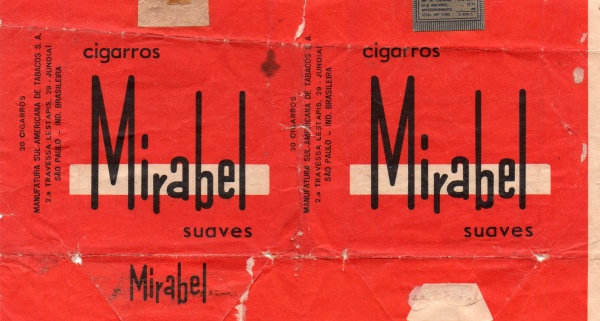 cigarros
Mirabel
suaves
20 CIGARROS
MANUFATURA SUL-AMERICANA DE TABACOS S. A.
2.a TRAVESSA LESTAPIS, 29 - JUNDIAÍ
SÃO PAULO - IND. BRASILEIRA
cigarros
Mirabel
suaves
20 CIGARROS
MANUFATURA SUL-AMERICANA DE TABACOS S. A.
2.a TRAVESSA LESTAPIS, 29 - JUNDIAÍ
SÃO PAULO - IND. BRASILEIRA
Mirabel